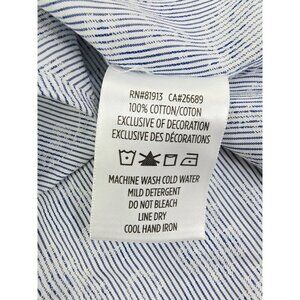 RN#81913 CA#26689
100% COTTON/COTON
EXCLUSIVE OF DECORATION
EXCLUSIVE DES DÉCORATIONS
MACHINE WASH COLD WATER
MILD DETERGENT
DO NOT BLEACH
LINE DRY
COOL HAND IRON